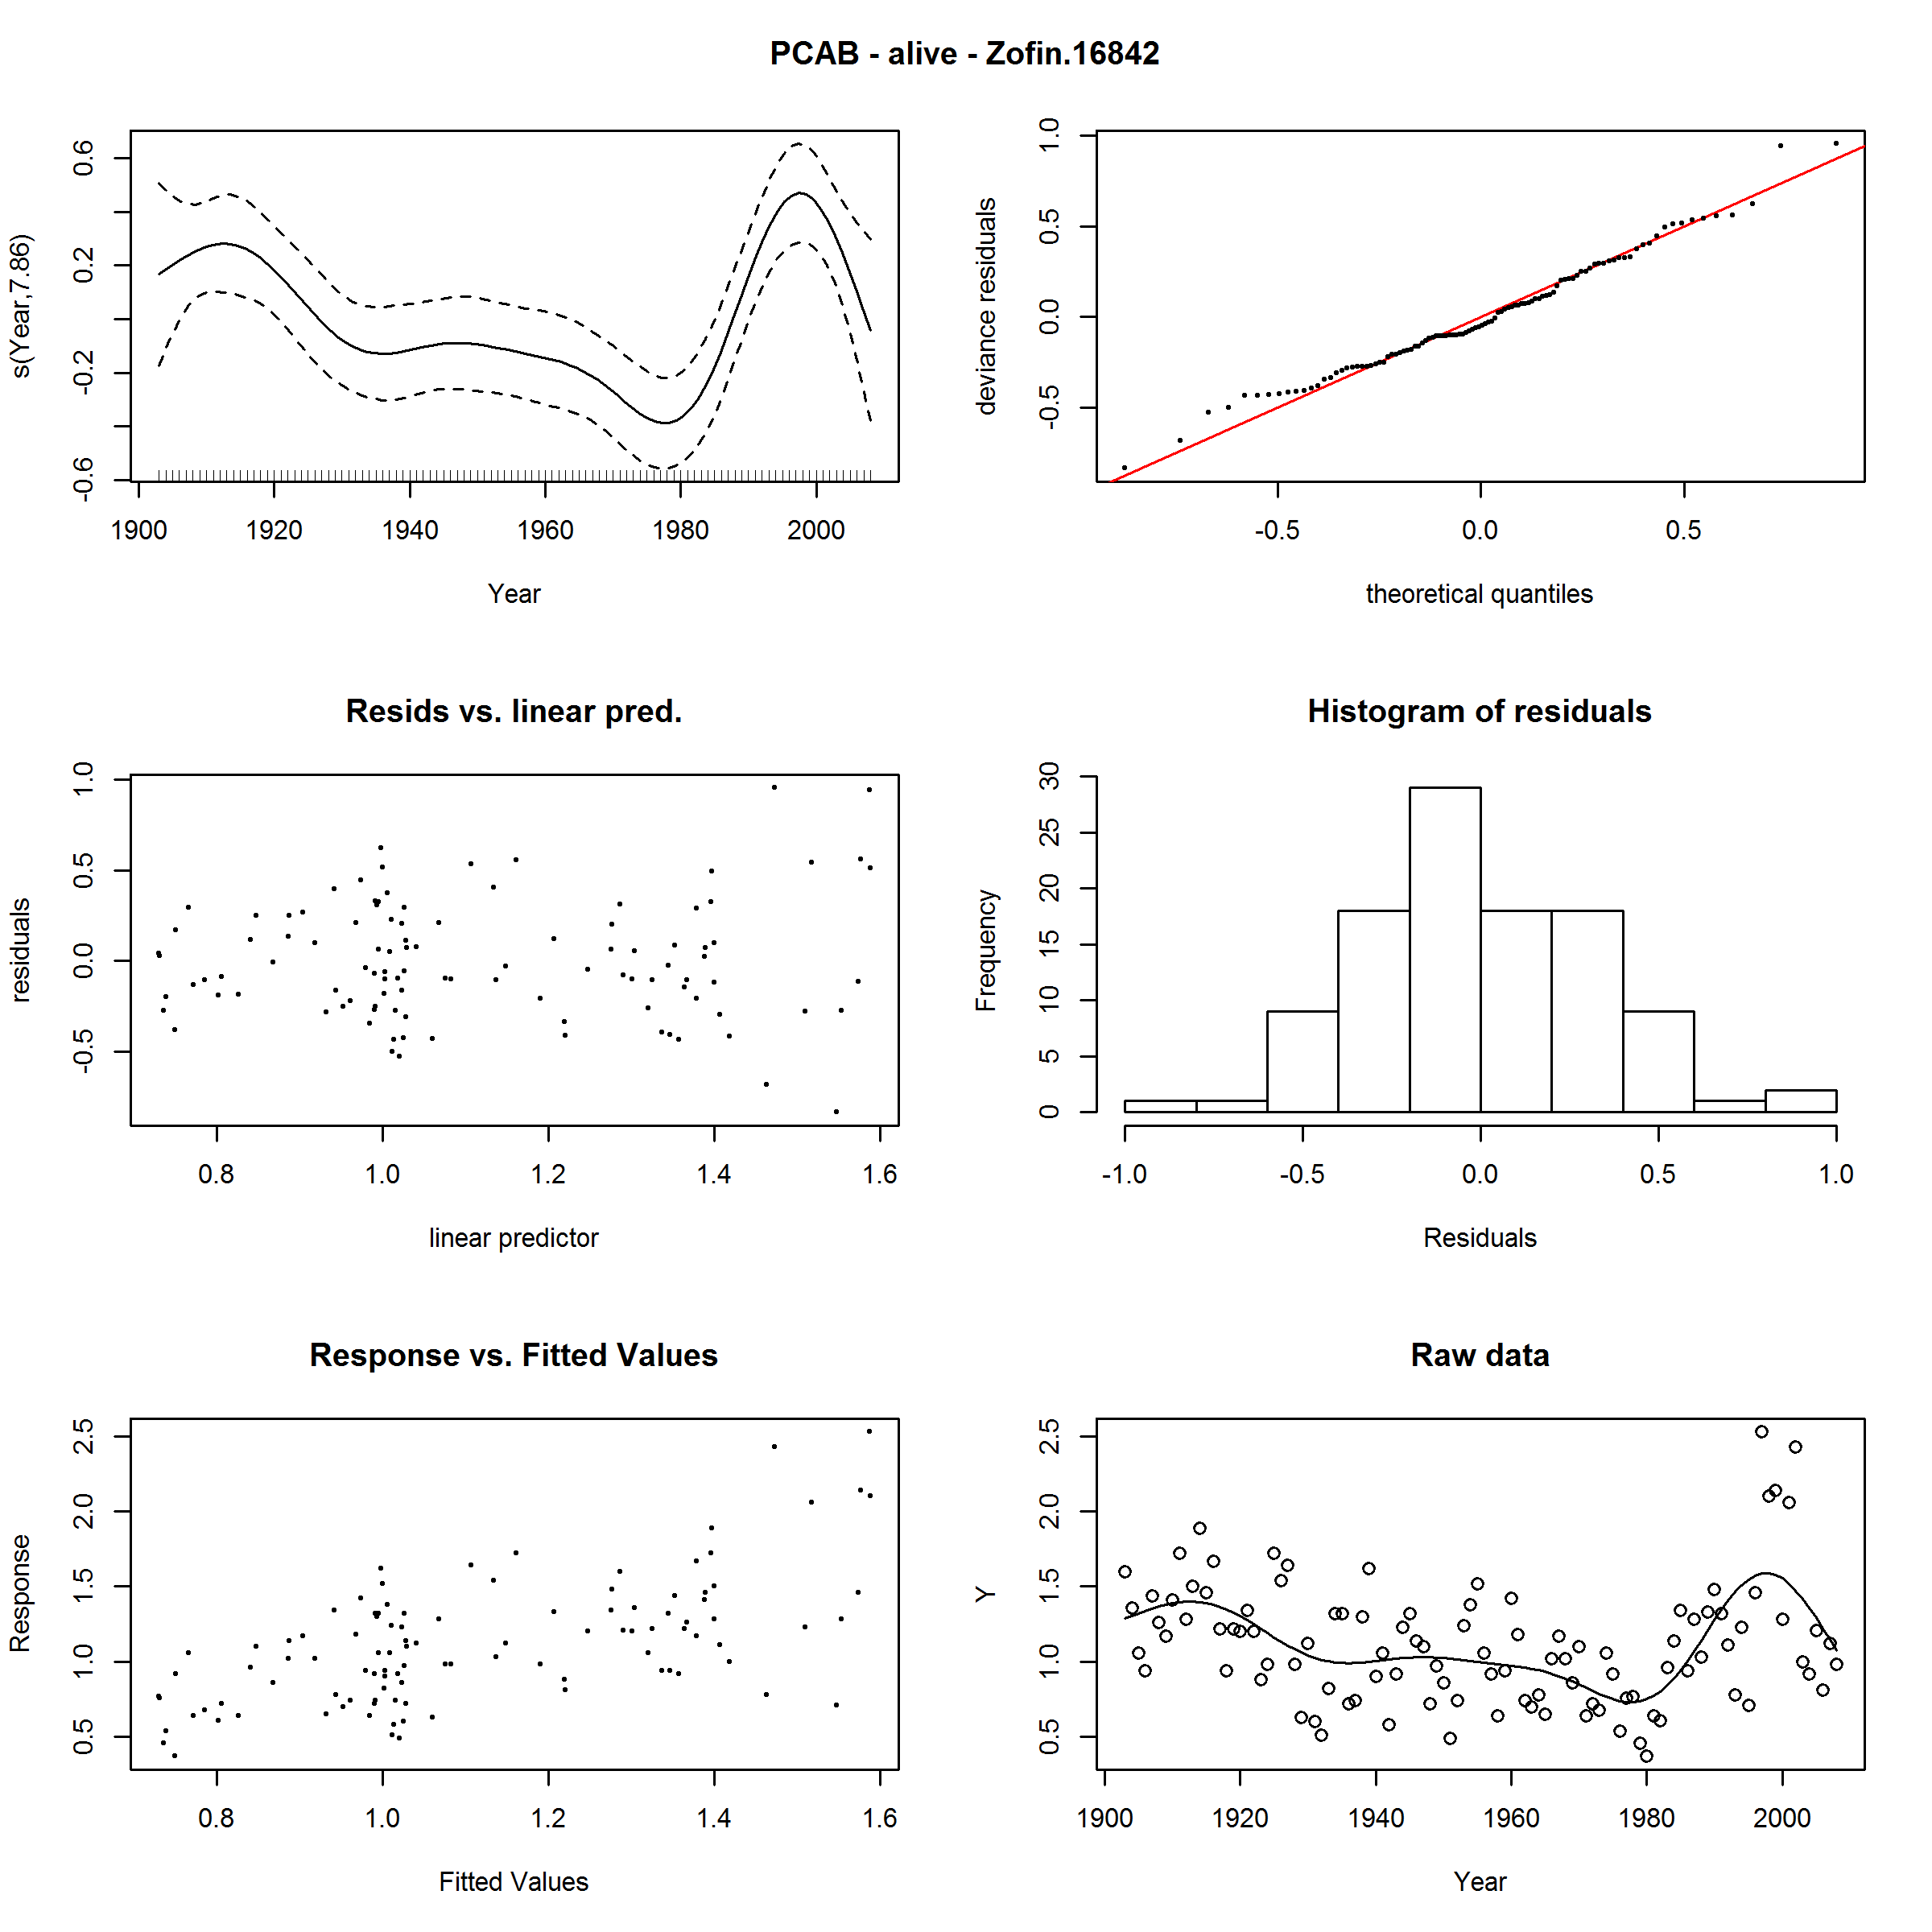 PCAB - alive - Zofin.16842
s(Year,7.86)
-0.6 -0.2 0.2 0.6
1900 1920 1940 1960 1980 2000
Year
deviance residuals
-0.5 0.0 0.5 1.0
-0.5 0.0 0.5
theoretical quantiles
Resids vs. linear pred.
residuals
-0.5 0.0 0.5 1.0
0.8 1.0 1.2 1.4 1.6
linear predictor
Histogram of residuals
Frequency
0 5 10 15 20 25 30
-1.0 -0.5 0.0 0.5 1.0
Residuals
Response vs. Fitted Values
Response
0.5 1.0 1.5 2.0 2.5
0.8 1.0 1.2 1.4 1.6
Fitted Values
Raw data
Y
0.5 1.0 1.5 2.0 2.5
1900 1920 1940 1960 1980 2000
Year